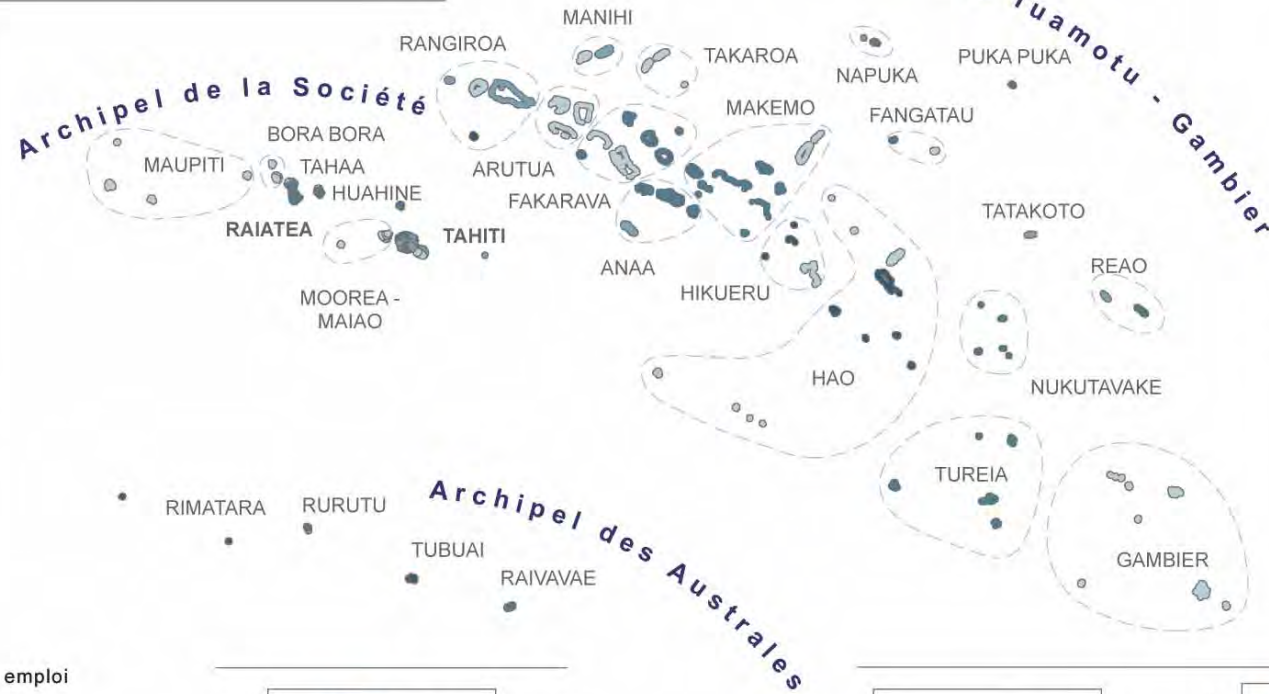 MANIHI
Tuamotu - Gambier
RANGIROA
TAKAROA
PUKA PUKA
NAPUKA
Archipel de la Société
MAKEMO
FANGATAU
BORA BORA
MAUPITI
TAHAA
ARUTUA
HUAHINE
FAKARAVA
TATAKOTO
RAIATEA
TAHITI
ANAA
REAO
HIKUERU
MOOREA -
MAIAO
HAO
NUKUTAVAKE
TUREIA
Archipel des Australes
RIMATARA
RURUTU
TUBUAI
GAMBIER
RAIVAVAE
emploi